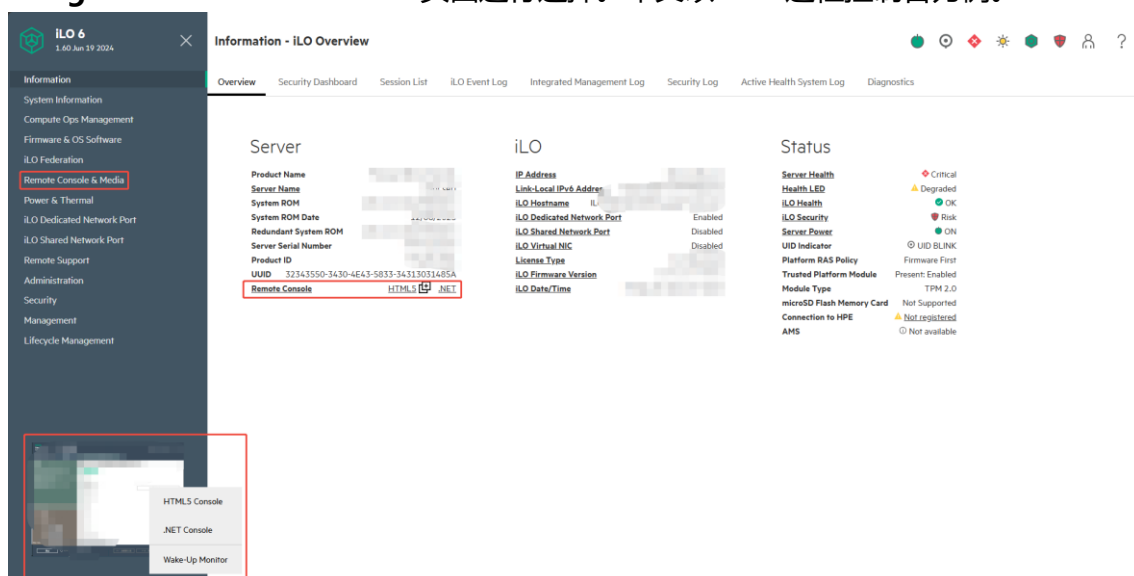 iLO 6
1.60 Jun 19 2024
Information - iLO Overview
Information
System Information
Compute Ops Management
Firmware & OS Software
iLO Federation
Remote Console & Media
Power & Thermal
iLO Dedicated Network Port
iLO Shared Network Port
Remote Support
Administration
Security
Management
Lifecycle Management
Overview Security Dashboard Session List iLO Event Log Integrated Management Log Security Log Active Health System Log Diagnostics
Server
Product Name
Server Name
System ROM
System ROM Date
Redundant System ROM
Server Serial Number
Product ID
UUID 32343550-3430-4E43-5833-34313031485A
Remote Console HTML5 .NET
iLO
IP Address
Link-Local IPv6 Addres
iLO Hostname
iLO Dedicated Network Port Enabled
iLO Shared Network Port Disabled
iLO Virtual NIC Disabled
License Type
iLO Firmware Version
iLO Date/Time
Status
Server Health Critical
Health LED Degraded
iLO Health OK
iLO Security Risk
Server Power ON
UID Indicator UID BLINK
Platform RAS Policy Firmware First
Trusted Platform Module Present: Enabled
Module Type TPM 2.0
microSD Flash Memory Card Not Supported
Connection to HPE Not registered
AMS Not available
HTML5 Console
.NET Console
Wake-Up Monitor